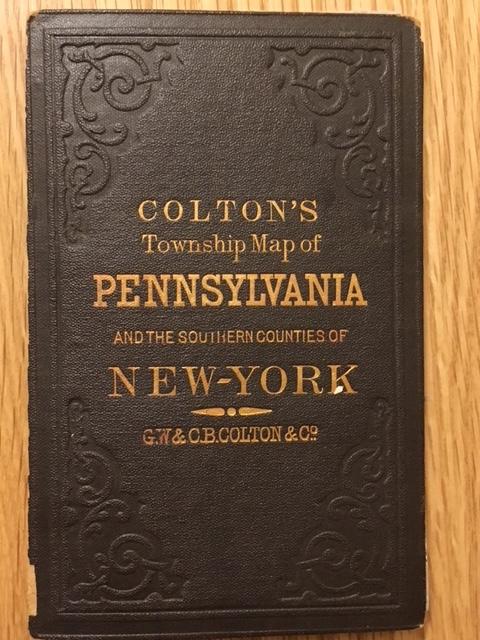 COLTON'S
Township Map of
PENNSYLVANIA
AND THE SOUTHERN COUNTIES OF
NEW-YORK
G.W & C.B. COLTON & Cº